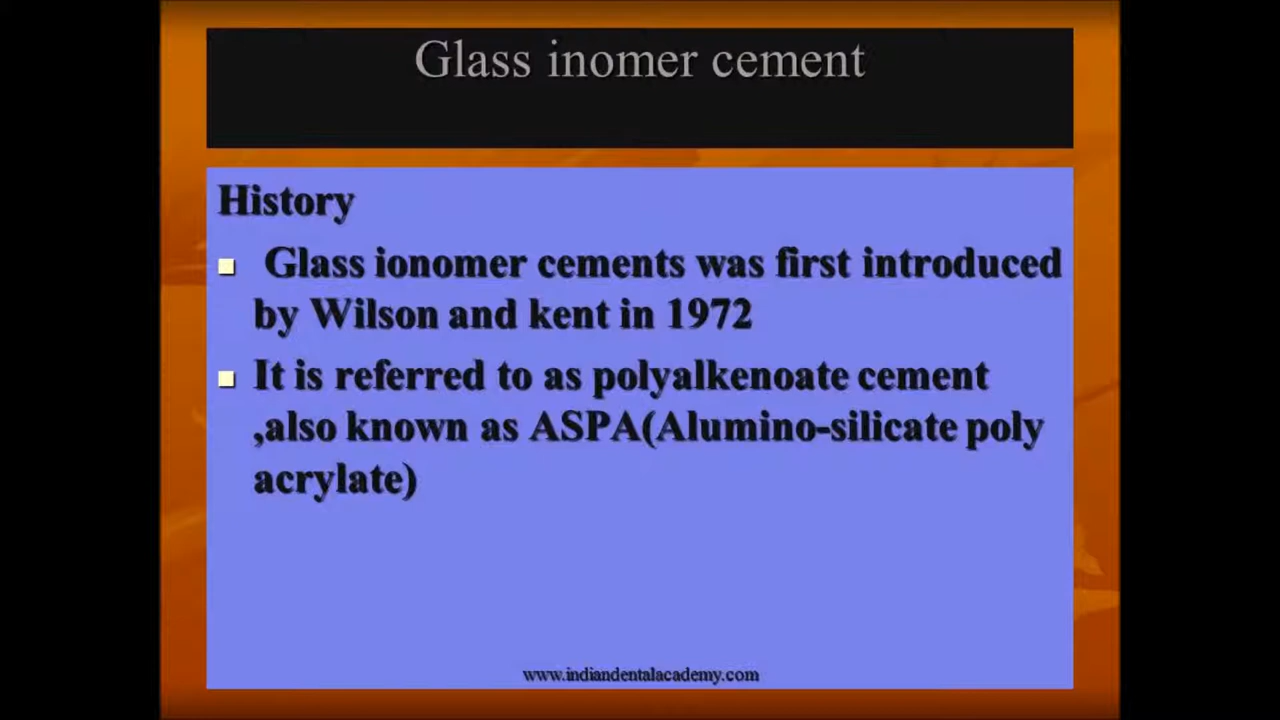 Glass inomer cement
History
Glass ionomer cements was first introduced
by Wilson and kent in 1972
It is referred to as polyalkenoate cement
,also known as ASPA(Alumino-silicate poly
acrylate)
www.indiandentalacademy.com